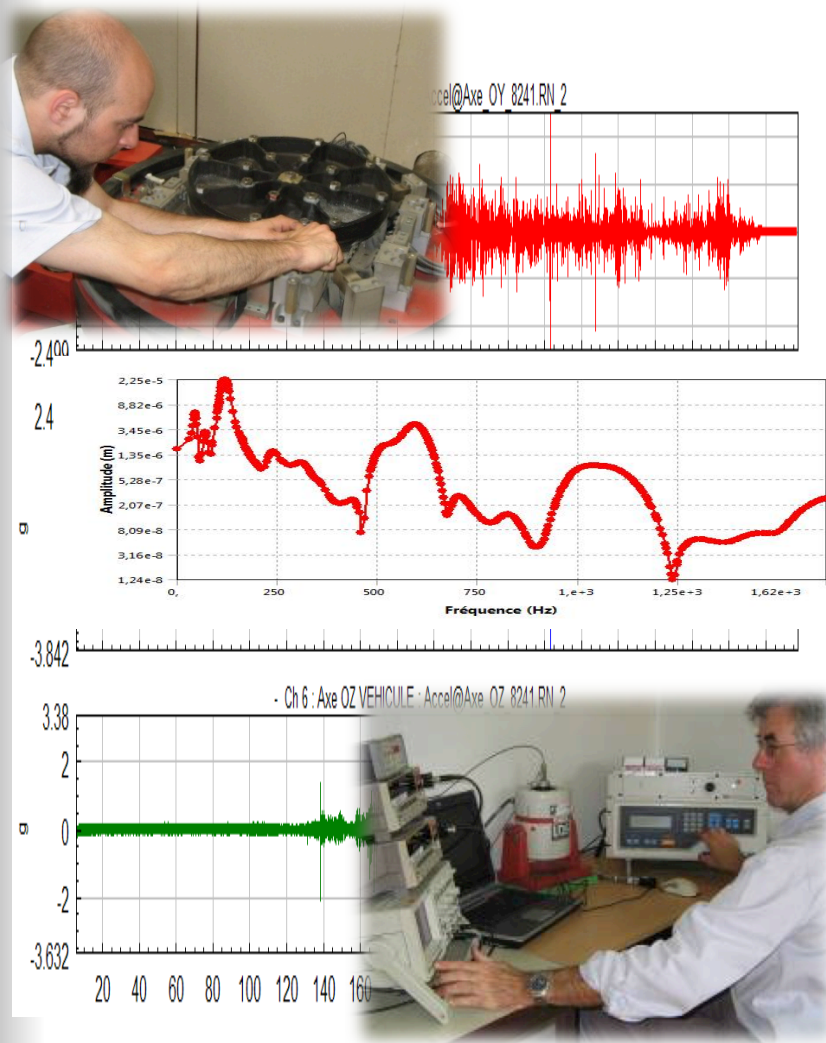 ccel@Axe_OY_8241.RN_2
-2.400
2.4
2,25e-5
8,82e-6
3.45e-6
1,35e-6
5,28e-7
2,07e-7
8,09e-8
3,16e-8
1,24e-8
Amplitude (m)
0, 250 500 750 1,e+3 1,25e+3 1,62e+3
Fréquence (Hz)
G
-3.842
- Ch 6 : Axe OZ VEHICULE : Accel@Axe_OZ_8241.RN_2
3.38
2
0
G
-2
-3.632
20 40 60 80 100 120 140 160